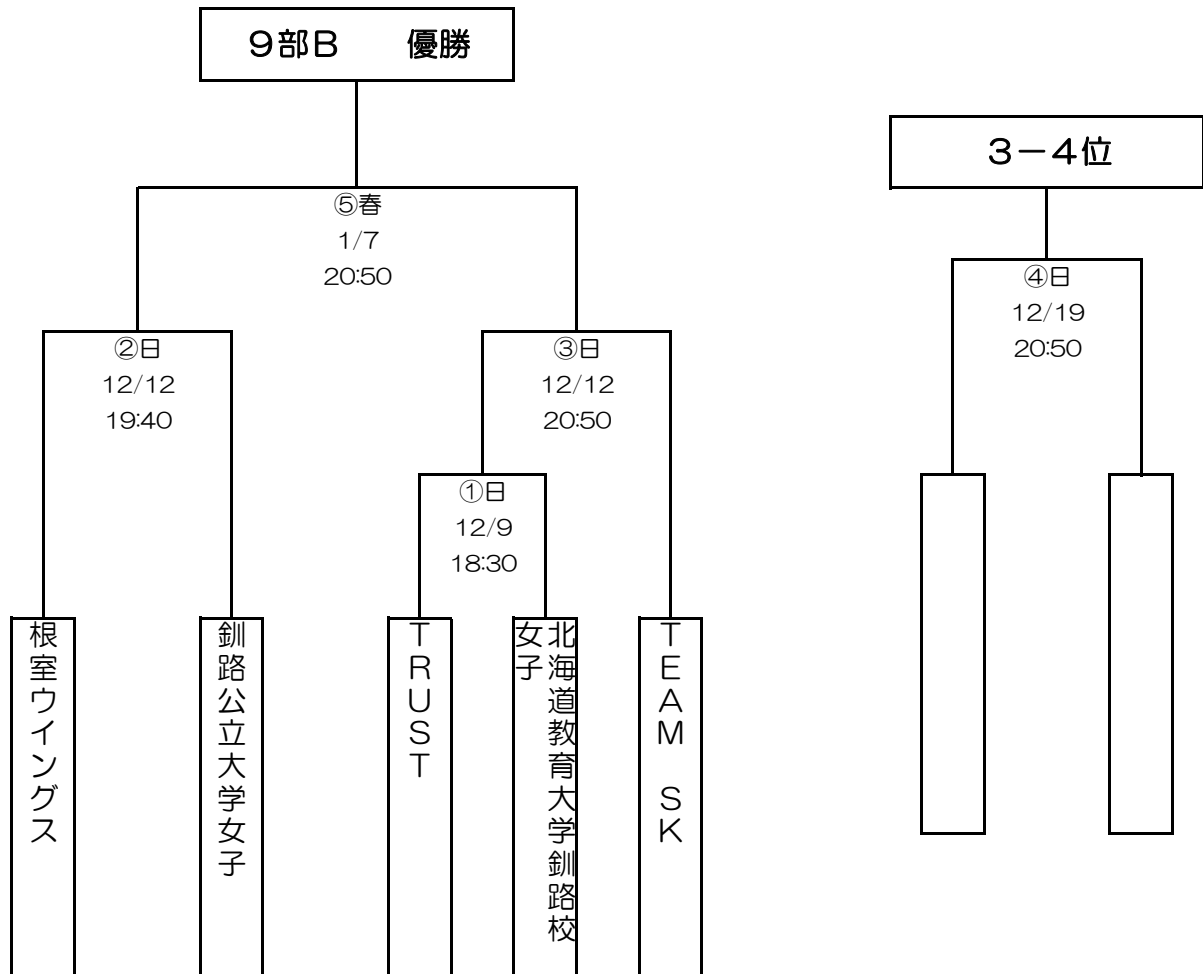 9部B　　優勝
3－4位
⑤春
1/7
20:50
④日
12/19
20:50
②日
12/12
19:40
③日
12/12
20:50
①日
12/9
18:30
根室ウイングス
釧路公立大学女子
TRUST
北海道教育大学釧路校
女子
TEAM　SK